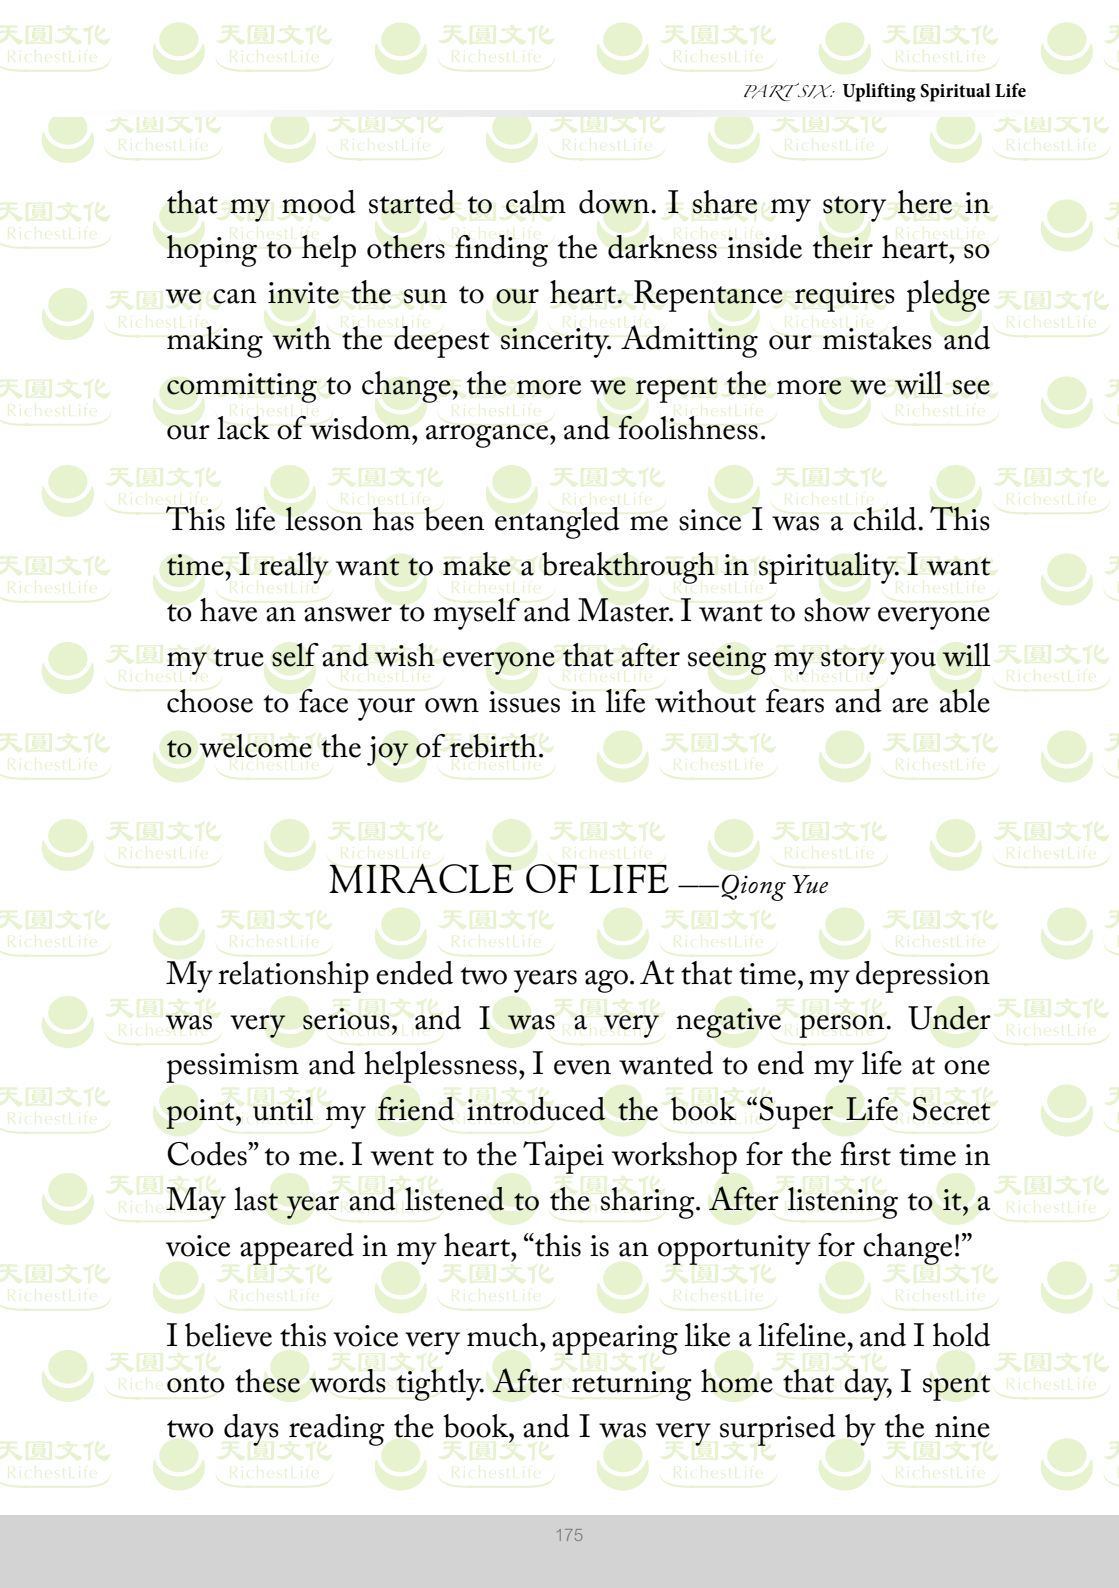 PART SIX: Uplifting Spiritual Life
that my mood started to calm down. I share my story here in
hoping to help others finding the darkness inside their heart, so
we can invite the sun to our heart. Repentance requires pledge
making with the deepest sincerity. Admitting our mistakes and
committing to change, the more we repent the more we will see
our lack of wisdom, arrogance, and foolishness.
This life lesson has been entangled me since I was a child. This
time, I really want to make a breakthrough in spirituality. I want
to have an answer to myself and Master. I want to show everyone
my true self and wish everyone that after seeing my story you will
choose to face your own issues in life without fears and are able
to welcome the joy of rebirth.
MIRACLE OF LIFE ——Qiong Yue
My relationship ended two years ago. At that time, my depression
was very serious, and I was a very negative person. Under
pessimism and helplessness, I even wanted to end my life at one
point, until my friend introduced the book “Super Life Secret
Codes” to me. I went to the Taipei workshop for the first time in
May last year and listened to the sharing. After listening to it, a
voice appeared in my heart, “this is an opportunity for change!”
I believe this voice very much, appearing like a lifeline, and I hold
onto these words tightly. After returning home that day, I spent
two days reading the book, and I was very surprised by the nine
175
天圓文化
RichestLife